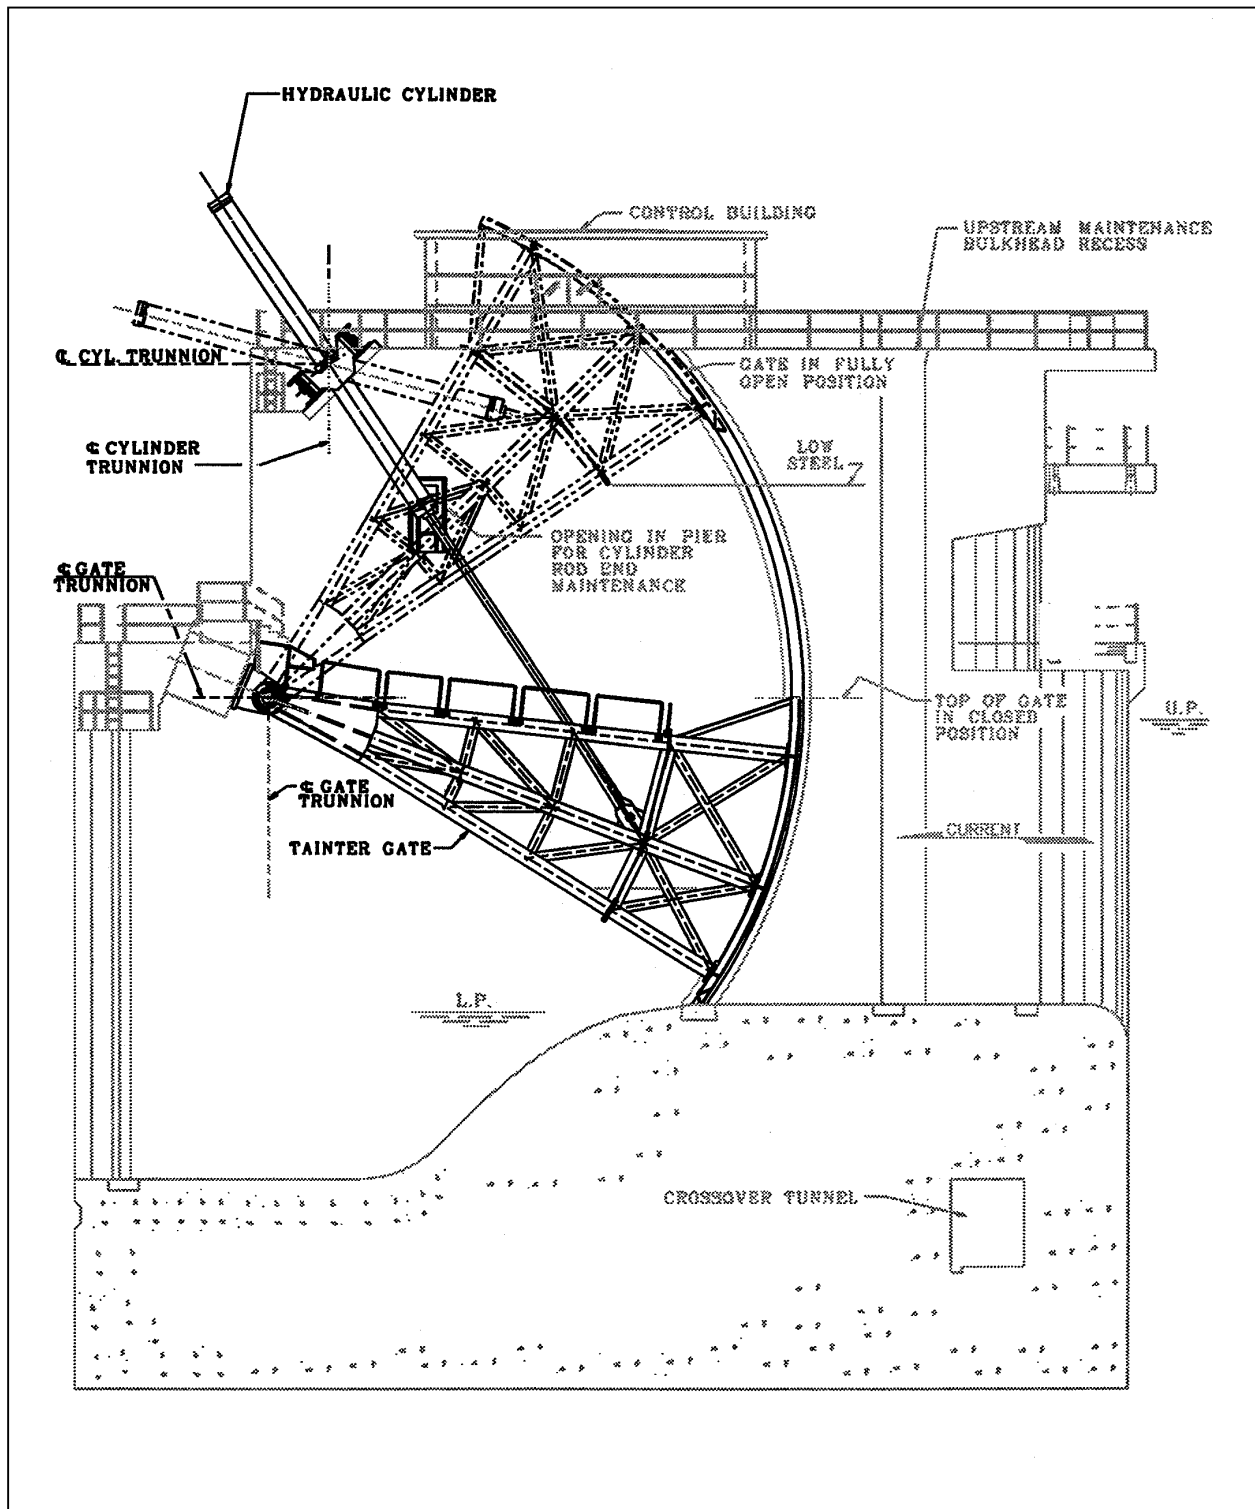 HYDRAULIC CYLINDER
CONTROL BUILDING
UPSTREAM MAINTENANCE
BULKHEAD RECESS
℄ CYL. TRUNNION
GATE IN FULLY
OPEN POSITION
℄ CYLINDER
TRUNNION
LOW
STEEL
OPENING IN PIER
FOR CYLINDER
ROD END
MAINTENANCE
℄ GATE
TRUNNION
TOP OF GATE
IN CLOSED
POSITION
U.P.
℄ GATE
TRUNNION
CURRENT
TAINTER GATE
L.P.
CROSSOVER TUNNEL